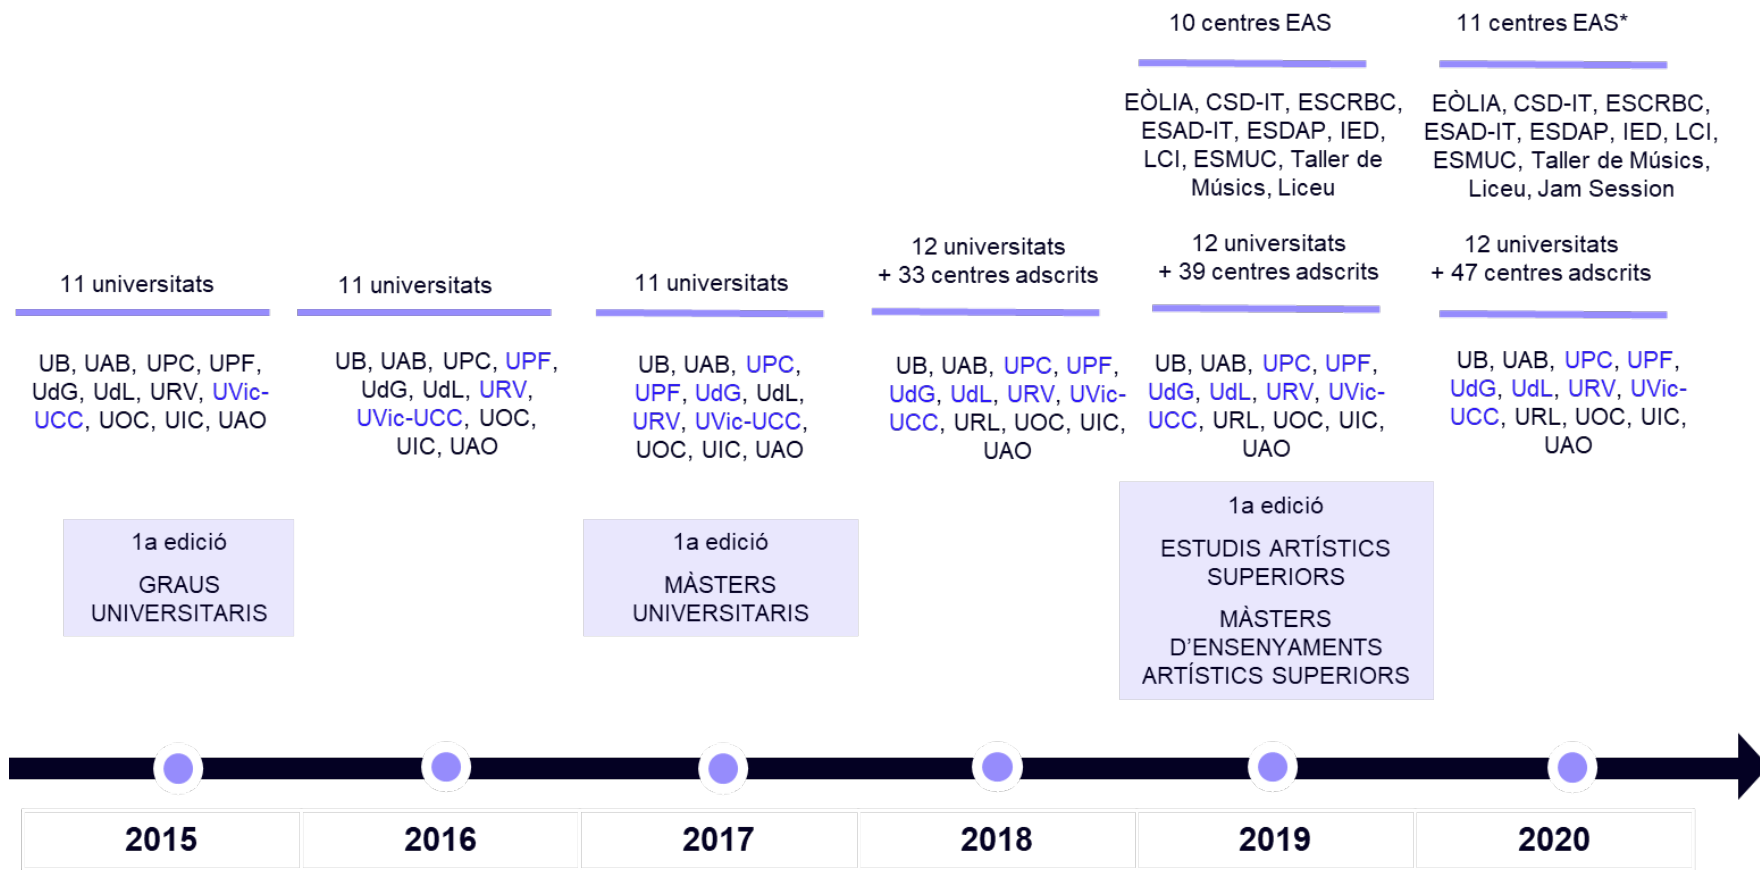 11 universitats
UB, UAB, UPC, UPF,
UdG, UdL, URV, UVic-
UCC, UOC, UIC, UAO
1a edició
GRAUS
UNIVERSITARIS
11 universitats
UB, UAB, UPC, UPF,
UdG, UdL, URV,
UVic-UCC, UOC,
UIC, UAO
11 universitats
UB, UAB, UPC,
UPF, UdG, UdL,
URV, UVic-UCC,
UOC, UIC, UAO
1a edició
MÀSTERS
UNIVERSITARIS
12 universitats
+ 33 centres adscrits
UB, UAB, UPC, UPF,
UdG, UdL, URV, UVic-
UCC, URL, UOC, UIC,
UAO
10 centres EAS
EÒLIA, CSD-IT, ESCRBC,
ESAD-IT, ESDAP, IED,
LCI, ESMUC, Taller de
Músics, Liceu
12 universitats
+ 39 centres adscrits
UB, UAB, UPC, UPF,
UdG, UdL, URV, UVic-
UCC, URL, UOC, UIC,
UAO
1a edició
ESTUDIS ARTÍSTICS
SUPERIORS
MÀSTERS
D’ENSENYAMENTS
ARTÍSTICS SUPERIORS
11 centres EAS*
EÒLIA, CSD-IT, ESCRBC,
ESAD-IT, ESDAP, IED, LCI,
ESMUC, Taller de Músics,
Liceu, Jam Session
12 universitats
+ 47 centres adscrits
UB, UAB, UPC, UPF,
UdG, UdL, URV, UVic-
UCC, URL, UOC, UIC,
UAO
2015
2016
2017
2018
2019
2020